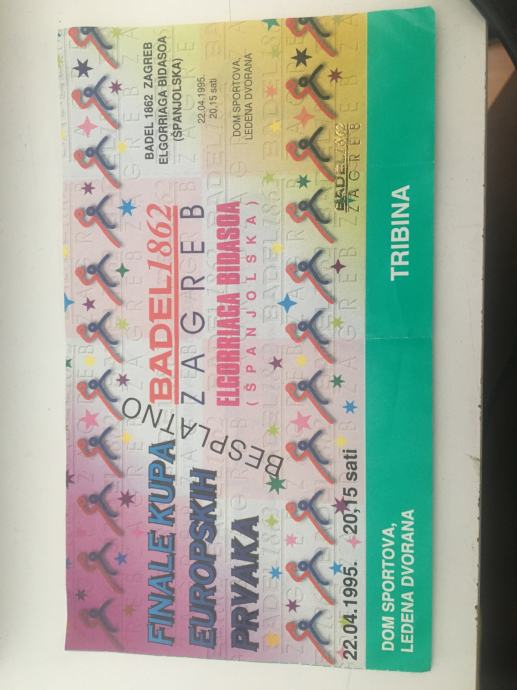 FINALE KUPA
EUROPSKIH
PRVAKA
BESPLATNO
BADEL 1862
ZAGREB
ELGORRIAGA BIDASOA
(ŠPANJOLSKA)
22.04.1995. 20,15 sati
DOM SPORTOVA,
LEDENA DVORANA
TRIBINA
BADEL 1862 ZAGREB
ELGORRIAGA BIDASOA
(ŠPANJOLSKA)
22.04.1995.
20,15 sati
DOM SPORTOVA,
LEDENA DVORANA
BADEL 1862
ZAGREB